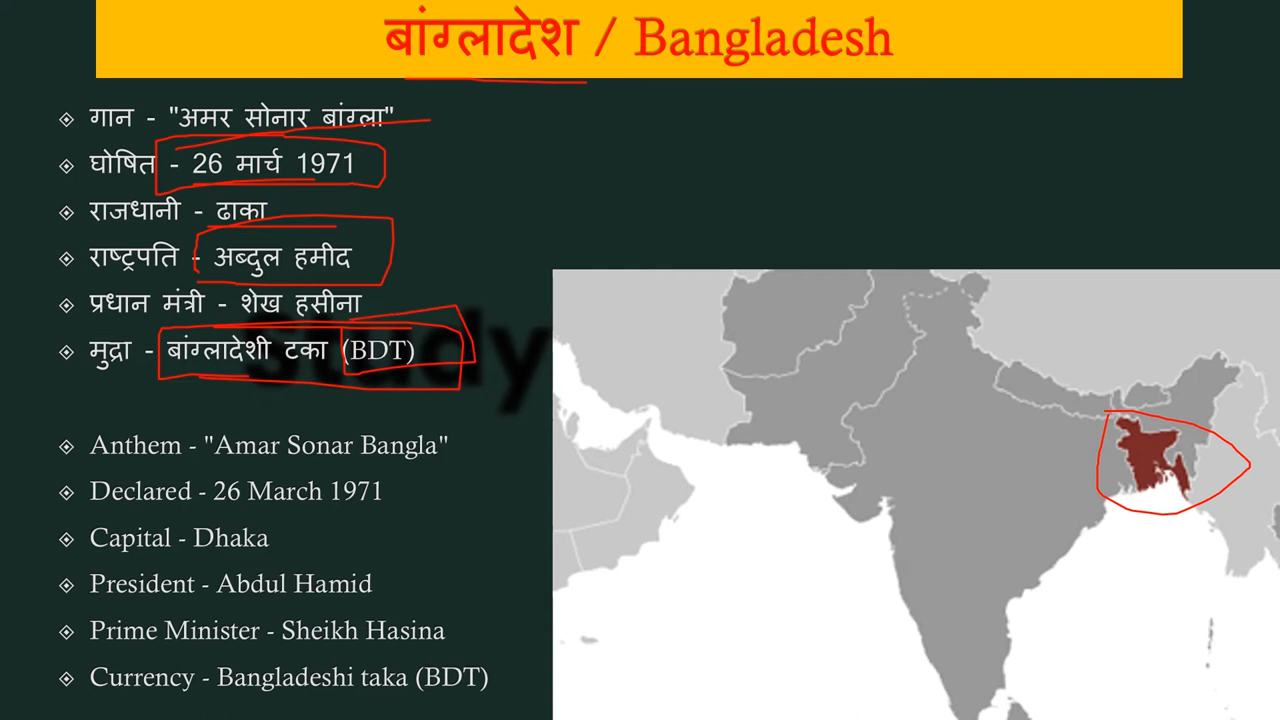 बांग्लादेश / Bangladesh
गान - "अमर सोनार बांग्ला"
घोषित - 26 मार्च 1971
राजधानी - ढाका
राष्ट्रपति - अब्दुल हमीद
प्रधान मंत्री - शेख हसीना
मुद्रा - बांग्लादेशी टका (BDT)
Study
Anthem - "Amar Sonar Bangla"
Declared - 26 March 1971
Capital - Dhaka
President - Abdul Hamid
Prime Minister - Sheikh Hasina
Currency - Bangladeshi taka (BDT)